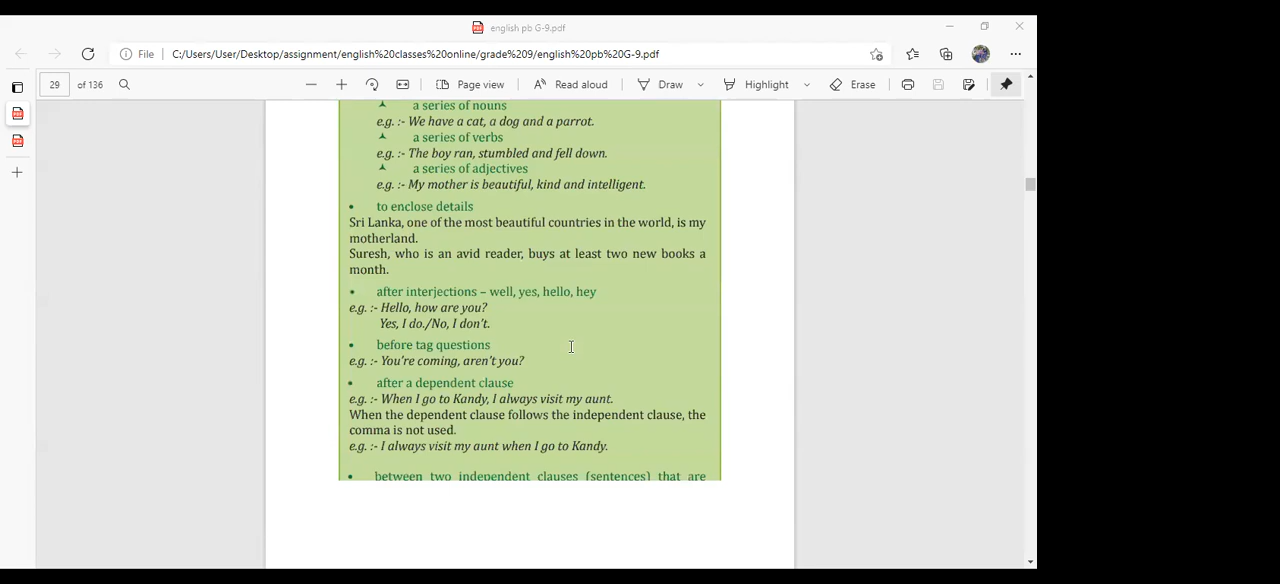 english pb G-9.pdf
File C:/Users/User/Desktop/assignment/english%20classes%20online/grade%209/english%20pb%20G-9.pdf
29 of 136 Page view Read aloud Draw Highlight Erase
a series of nouns
e.g. :- We have a cat, a dog and a parrot.
a series of verbs
e.g. :- The boy ran, stumbled and fell down.
a series of adjectives
e.g. :- My mother is beautiful, kind and intelligent.
• to enclose details
Sri Lanka, one of the most beautiful countries in the world, is my
motherland.
Suresh, who is an avid reader, buys at least two new books a
month.
• after interjections – well, yes, hello, hey
e.g. :- Hello, how are you?
Yes, I do./No, I don't.
• before tag questions
e.g. :- You're coming, aren't you?
• after a dependent clause
e.g. :- When I go to Kandy, I always visit my aunt.
When the dependent clause follows the independent clause, the
comma is not used.
e.g. :- I always visit my aunt when I go to Kandy.
• between two independent clauses (sentences) that are